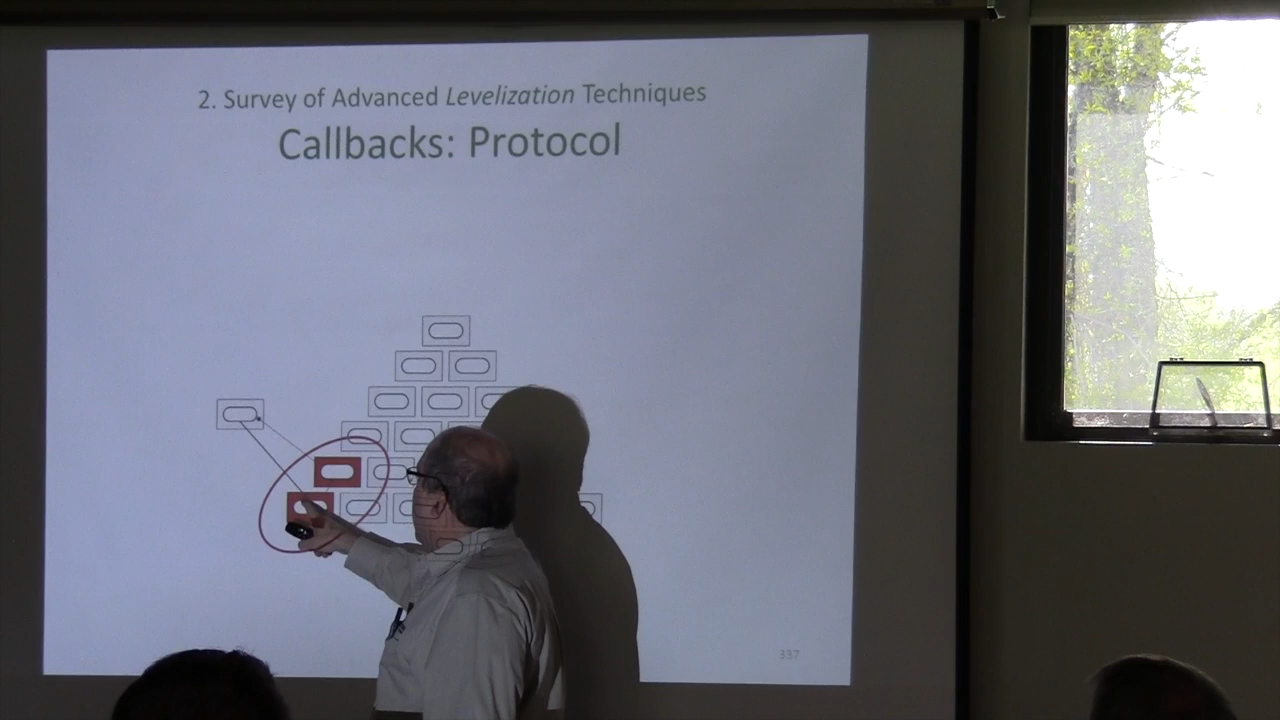 2. Survey of Advanced Levelization Techniques
Callbacks: Protocol
337